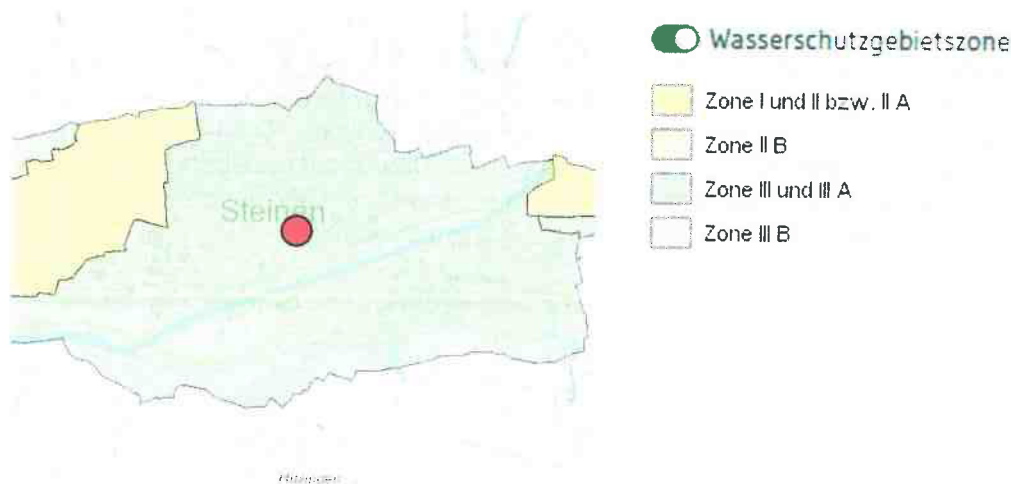 Wasserschutzgebietszone
Zone I und II bzw. II A
Zone II B
Zone III und III A
Zone III B
Steinen